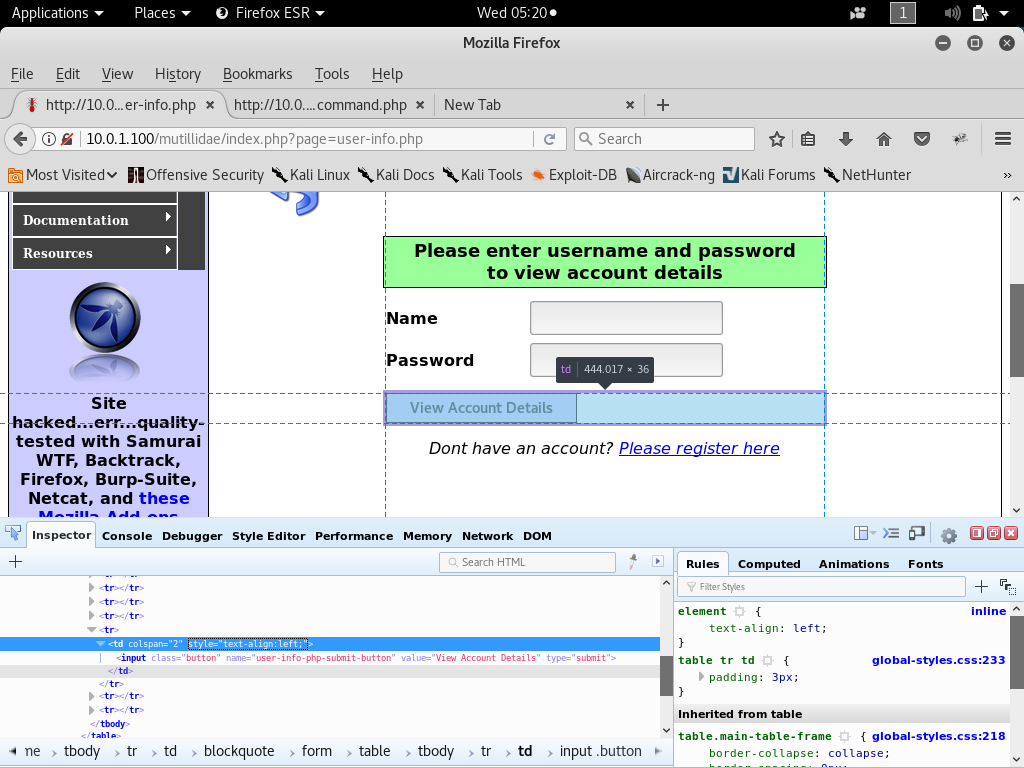 Applications Places Firefox ESR Wed 05:20 1
Mozilla Firefox
File Edit View History Bookmarks Tools Help
http://10.0...er-info.php http://10.0....command.php New Tab
10.0.1.100/mutillidae/index.php?page=user-info.php Search
Most Visited Offensive Security Kali Linux Kali Docs Kali Tools Exploit-DB Aircrack-ng Kali Forums NetHunter »
Documentation
Resources
Site
hacked...err...quality-
tested with Samurai
WTF, Backtrack,
Firefox, Burp-Suite,
Netcat, and these
Mozilla Add-ons
Please enter username and password
to view account details
Name
Password
td 444.017 × 36
View Account Details
Dont have an account? Please register here
Inspector Console Debugger Style Editor Performance Memory Network DOM
Search HTML
<tr></tr>
<tr></tr>
<tr></tr>
<tr>
<td colspan="2" style="text-align:left;">
<input class="button" name="user-info-php-submit-button" value="View Account Details" type="submit">
</td>
</tr>
<tr></tr>
<tr></tr>
</tbody>
</table>
me tbody tr td blockquote form table tbody tr td input .button
Rules Computed Animations Fonts
Filter Styles
element { inline
text-align: left;
}
table tr td { global-styles.css:233
padding: 3px;
}
Inherited from table
table.main-table-frame { global-styles.css:218
border-collapse: collapse;
border-spacing: 0px;